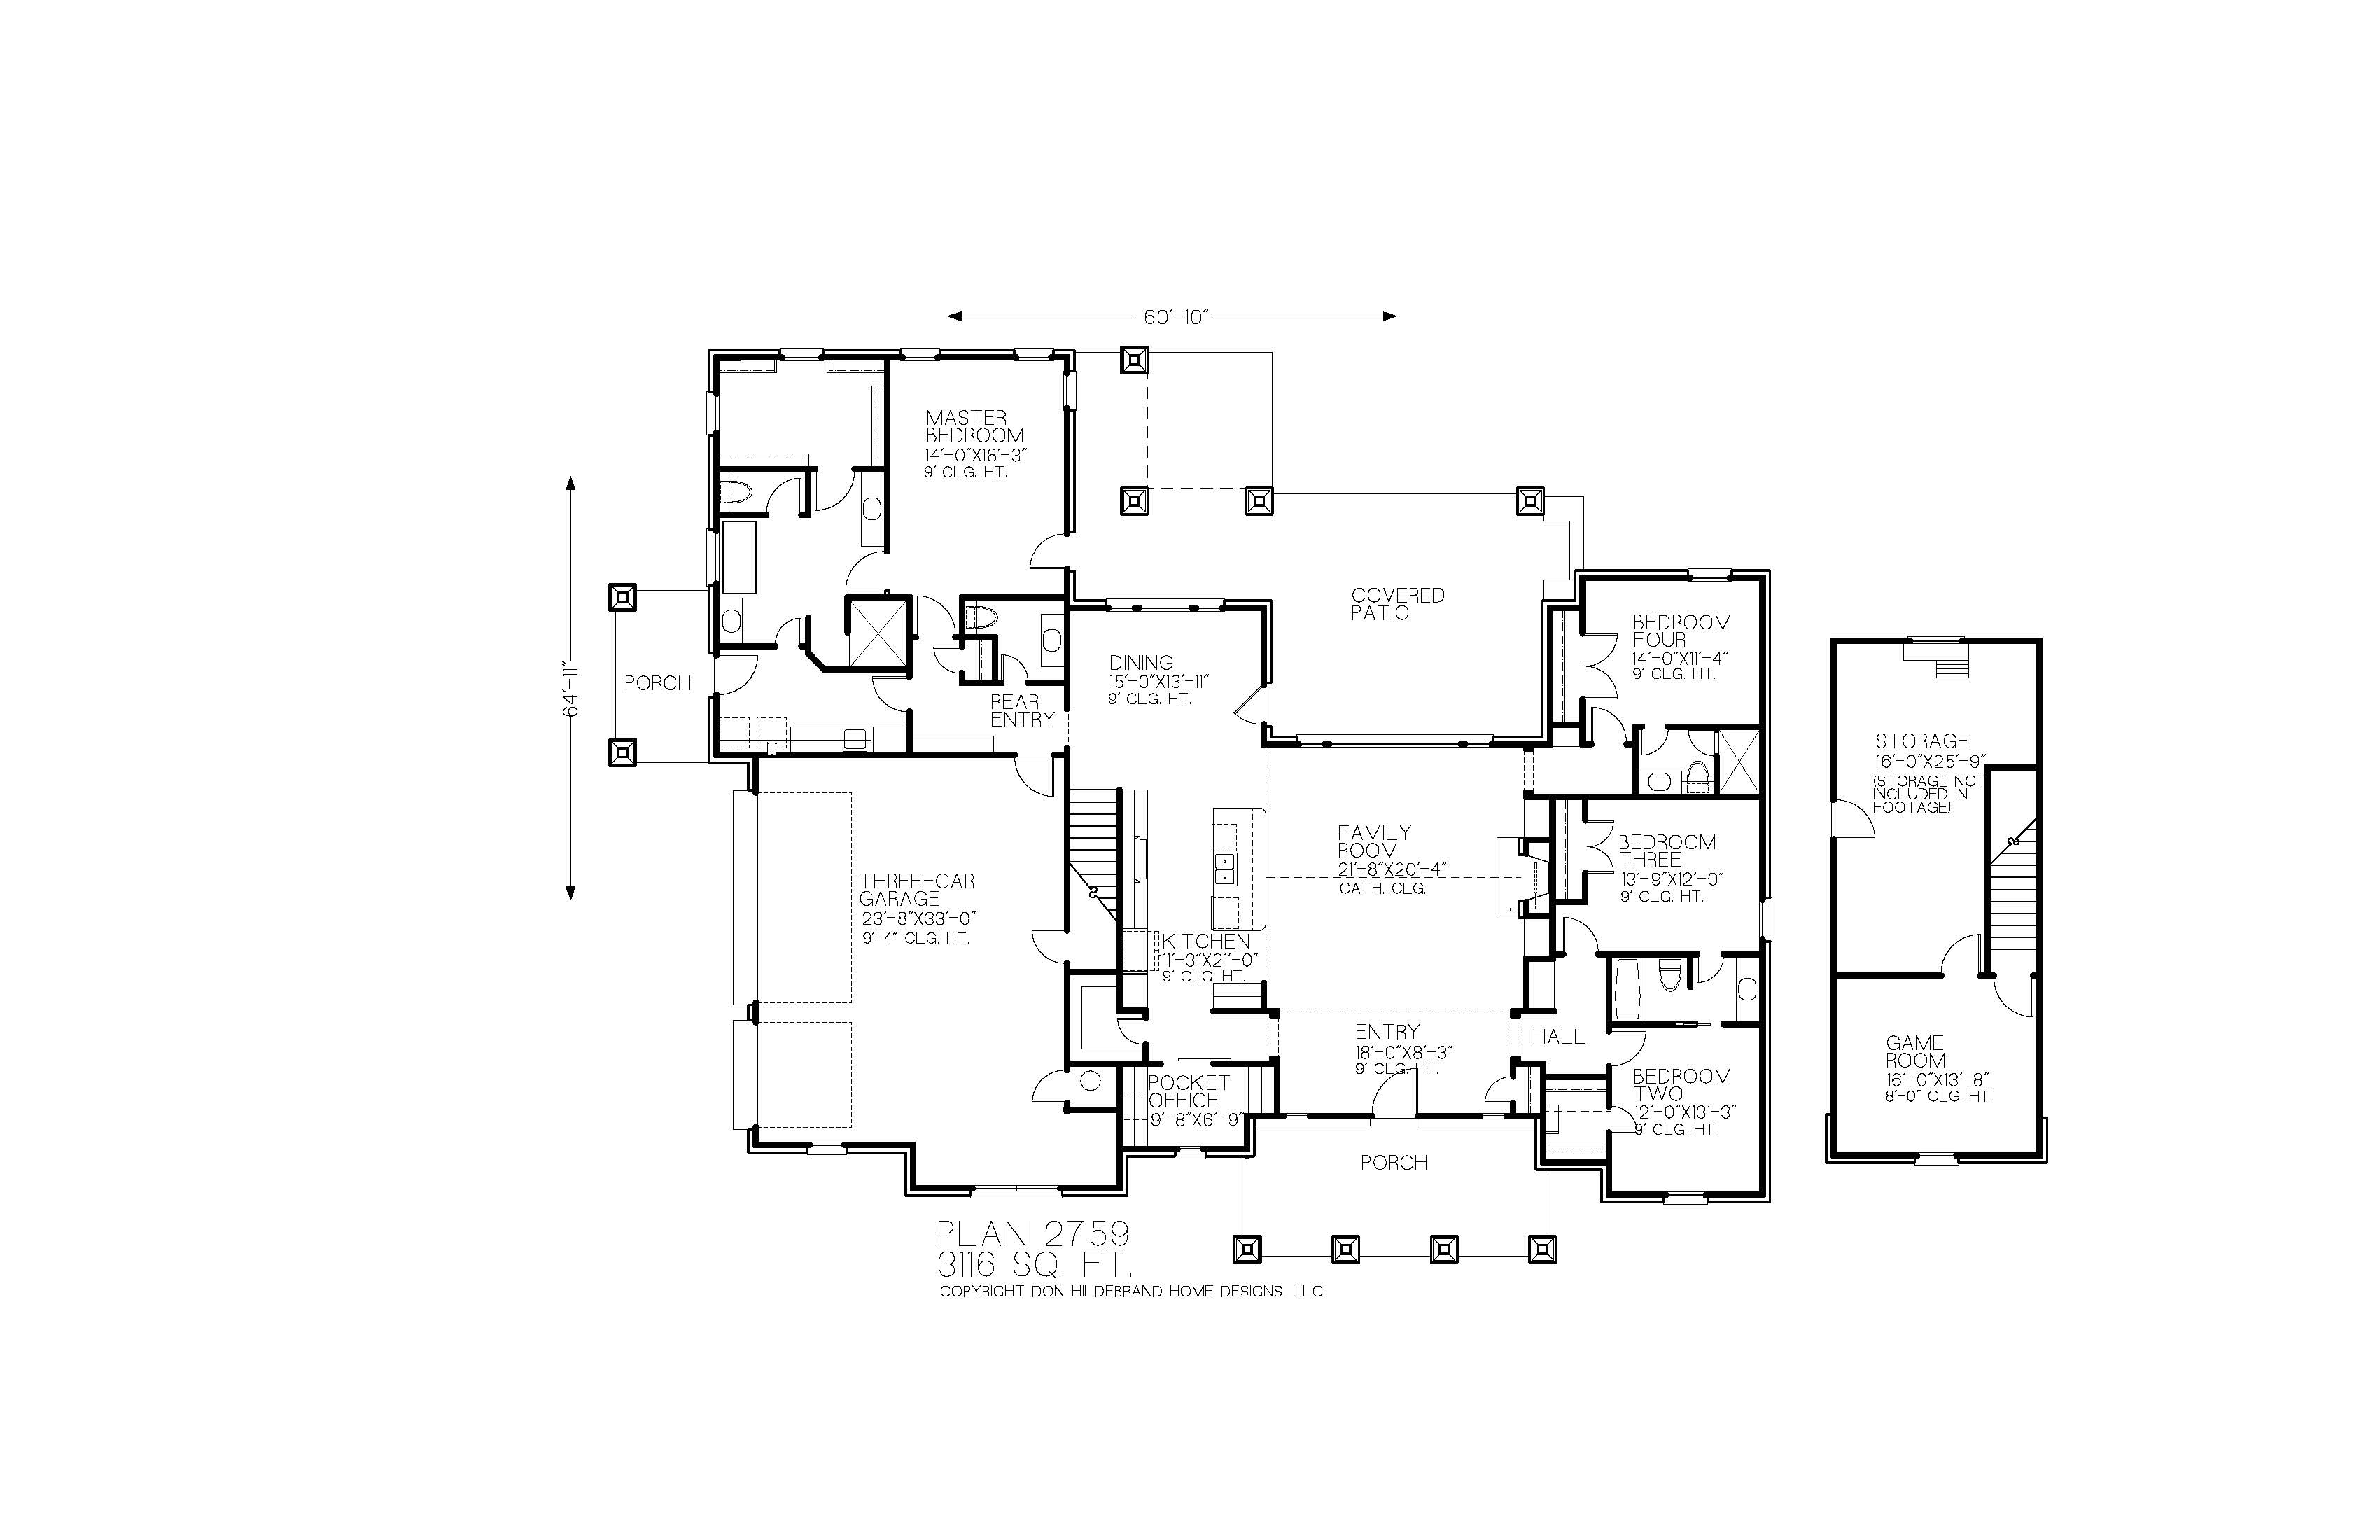 60'-10"
MASTER
BEDROOM
14'-0"X18'-3"
9' CLG. HT.
64'-11"
PORCH
REAR
ENTRY
DINING
15'-0"X13'-11"
9' CLG. HT.
COVERED
PATIO
BEDROOM
FOUR
14'-0"X11'-4"
9' CLG. HT.
THREE-CAR
GARAGE
23'-8"X33'-0"
9'-4" CLG. HT.
KITCHEN
11'-3"X21'-0"
9' CLG. HT.
FAMILY
ROOM
21'-8"X20'-4"
CATH. CLG.
BEDROOM
THREE
13'-9"X12'-0"
9' CLG. HT.
ENTRY
18'-0"X8'-3"
9' CLG. HT.
HALL
POCKET
OFFICE
9'-8"X6'-9"
BEDROOM
TWO
12'-0"X13'-3"
9' CLG. HT.
PORCH
STORAGE
16'-0"X25'-9"
(STORAGE NOT
INCLUDED IN
FOOTAGE)
GAME
ROOM
16'-0"X13'-8"
8'-0" CLG. HT.
PLAN 2759
3116 SQ. FT.
COPYRIGHT DON HILDEBRAND HOME DESIGNS, LLC